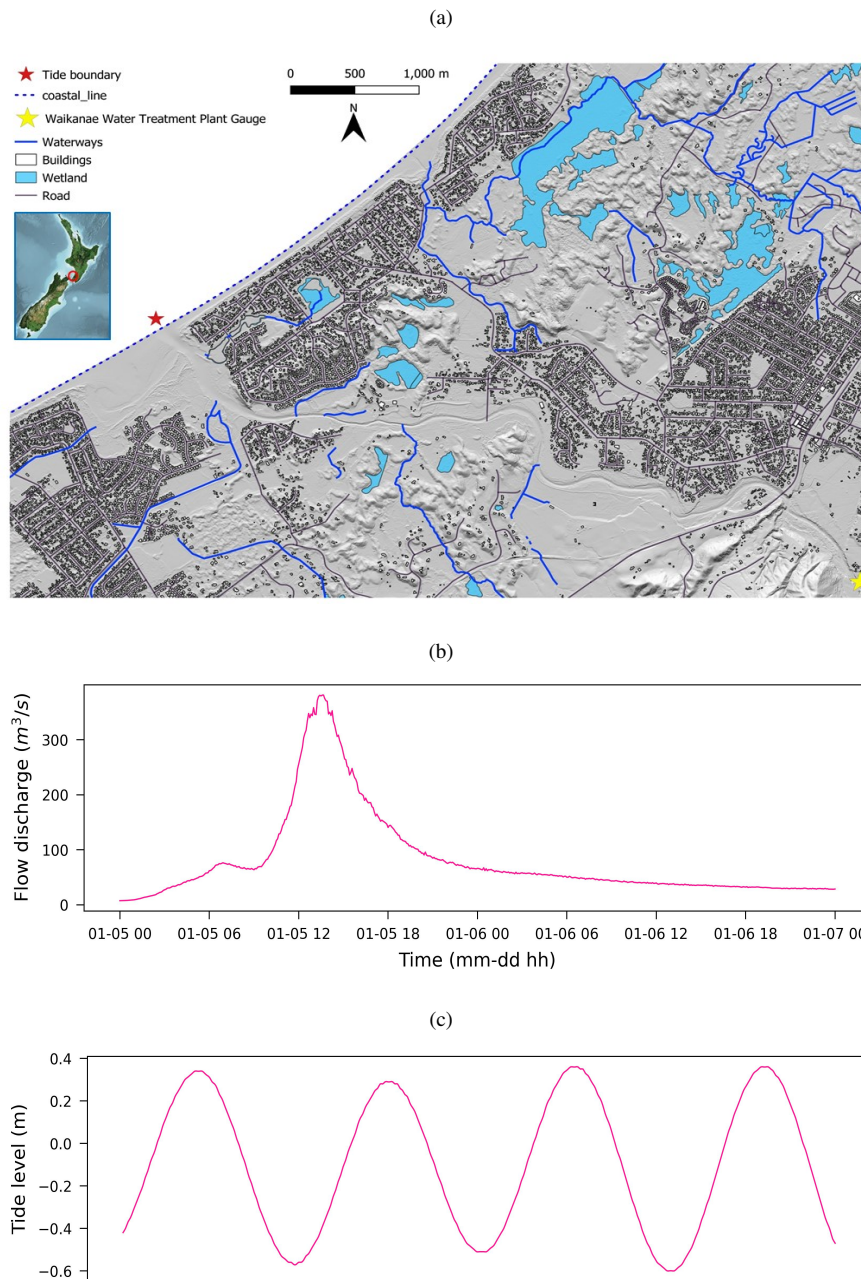 (a)
Tide boundary
coastal_line
Waikanae Water Treatment Plant Gauge
Waterways
Buildings
Wetland
Road
0 500 1,000 m
N
(b)
Flow discharge (m³/s)
300
200
100
0
01-05 00 01-05 06 01-05 12 01-05 18 01-06 00 01-06 06 01-06 12 01-06 18 01-07 00
Time (mm-dd hh)
(c)
Tide level (m)
0.4
0.2
0.0
−0.2
−0.4
−0.6